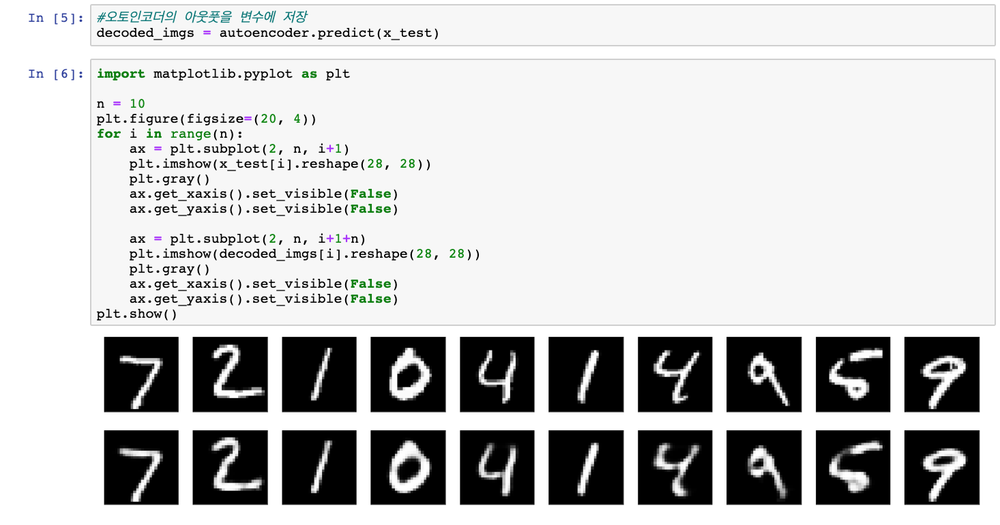 In [5]: #오토인코더의 아웃풋을 변수에 저장
decoded_imgs = autoencoder.predict(x_test)
In [6]: import matplotlib.pyplot as plt
n = 10
plt.figure(figsize=(20, 4))
for i in range(n):
    ax = plt.subplot(2, n, i+1)
    plt.imshow(x_test[i].reshape(28, 28))
    plt.gray()
    ax.get_xaxis().set_visible(False)
    ax.get_yaxis().set_visible(False)
    ax = plt.subplot(2, n, i+1+n)
    plt.imshow(decoded_imgs[i].reshape(28, 28))
    plt.gray()
    ax.get_xaxis().set_visible(False)
    ax.get_yaxis().set_visible(False)
plt.show()
7 2 1 0 4 1 4 9 5 9
7 2 1 0 4 1 4 9 5 9